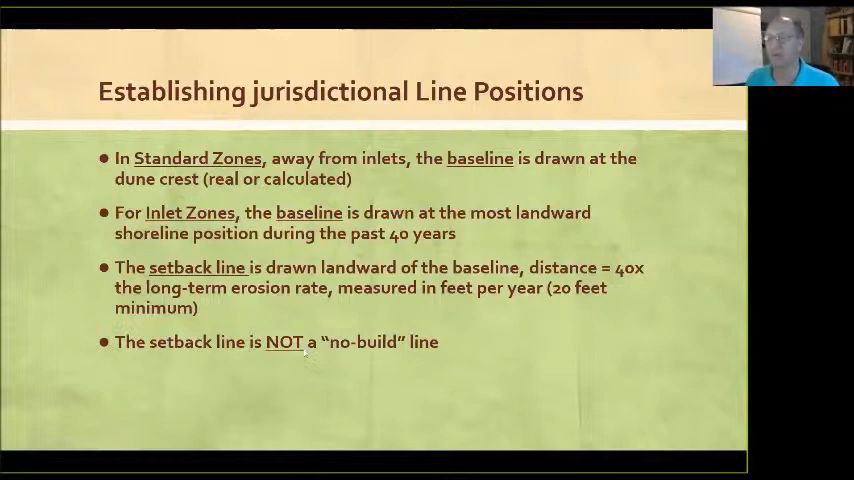 Establishing jurisdictional Line Positions
● In Standard Zones, away from inlets, the baseline is drawn at the
dune crest (real or calculated)
● For Inlet Zones, the baseline is drawn at the most landward
shoreline position during the past 40 years
● The setback line is drawn landward of the baseline, distance = 40x
the long-term erosion rate, measured in feet per year (20 feet
minimum)
● The setback line is NOT a “no-build” line